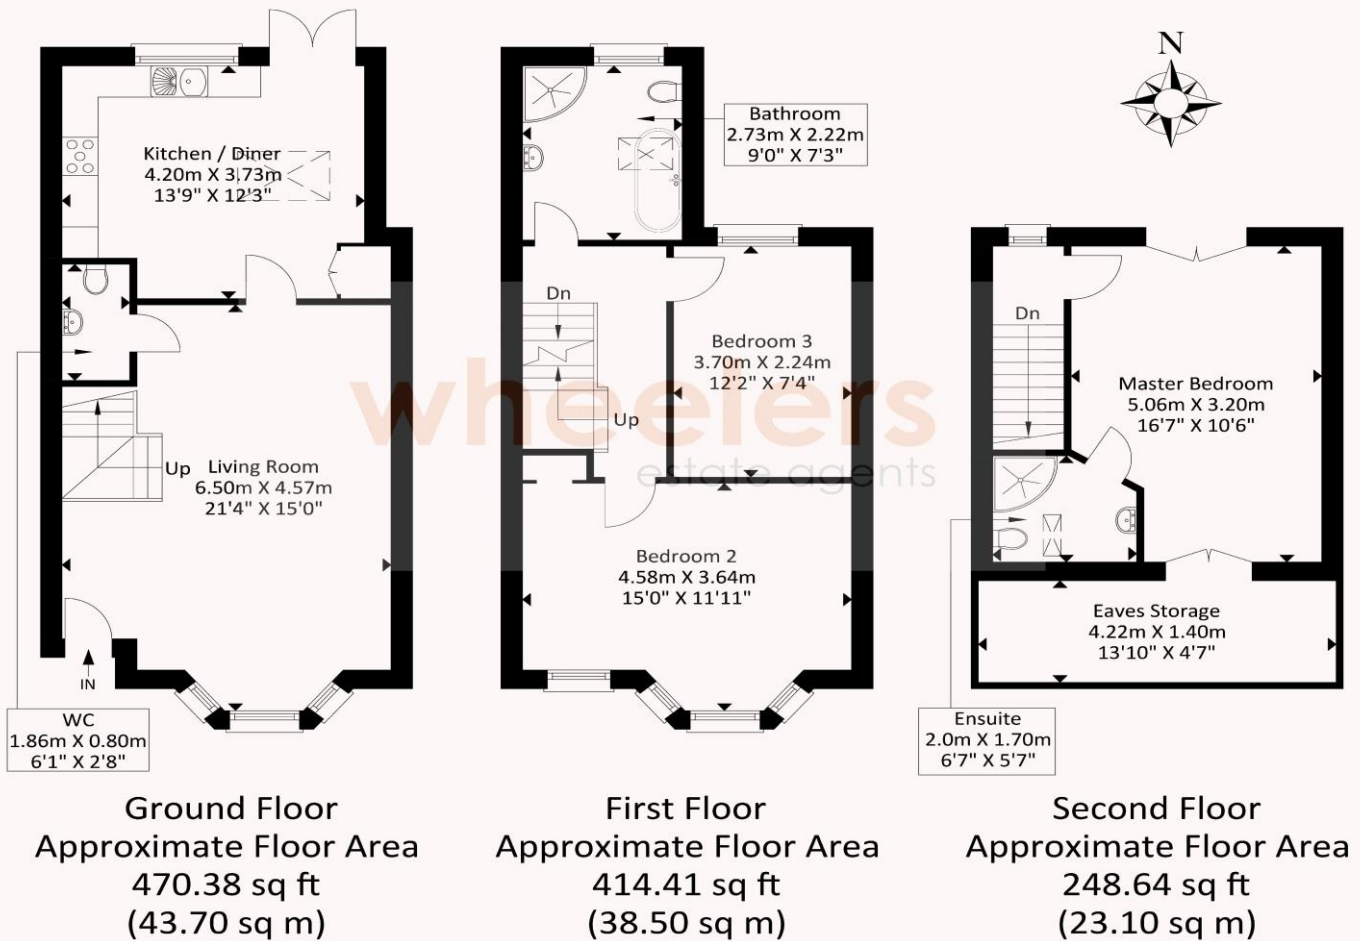 N
Kitchen / Diner
4.20m X 3.73m
13'9" X 12'3"
Up
Living Room
6.50m X 4.57m
21'4" X 15'0"
IN
WC
1.86m X 0.80m
6'1" X 2'8"
Ground Floor
Approximate Floor Area
470.38 sq ft
(43.70 sq m)
Bathroom
2.73m X 2.22m
9'0" X 7'3"
Dn
Up
Bedroom 3
3.70m X 2.24m
12'2" X 7'4"
wheelers
estate agents
Bedroom 2
4.58m X 3.64m
15'0" X 11'11"
First Floor
Approximate Floor Area
414.41 sq ft
(38.50 sq m)
Dn
Master Bedroom
5.06m X 3.20m
16'7" X 10'6"
Eaves Storage
4.22m X 1.40m
13'10" X 4'7"
Ensuite
2.0m X 1.70m
6'7" X 5'7"
Second Floor
Approximate Floor Area
248.64 sq ft
(23.10 sq m)